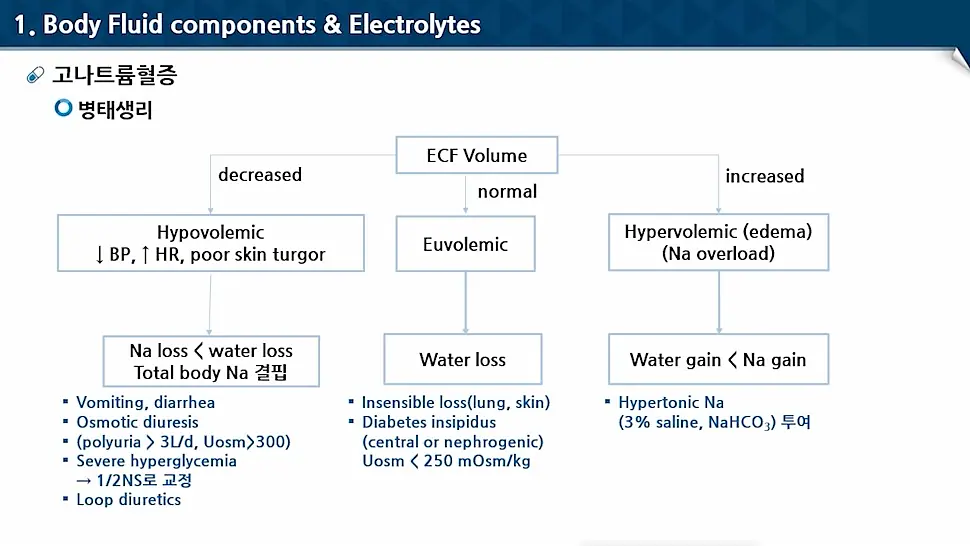 1. Body Fluid components & Electrolytes
고나트륨혈증
병태생리
ECF Volume
decreased
normal
increased
Hypovolemic
↓ BP, ↑ HR, poor skin turgor
Euvolemic
Hypervolemic (edema)
(Na overload)
Na loss < water loss
Total body Na 결핍
Water loss
Water gain < Na gain
▪ Vomiting, diarrhea
▪ Osmotic diuresis
▪ (polyuria > 3L/d, Uosm>300)
▪ Severe hyperglycemia
→ 1/2NS로 교정
▪ Loop diuretics
▪ Insensible loss(lung, skin)
▪ Diabetes insipidus
(central or nephrogenic)
Uosm < 250 mOsm/kg
▪ Hypertonic Na
(3% saline, NaHCO₃) 투여